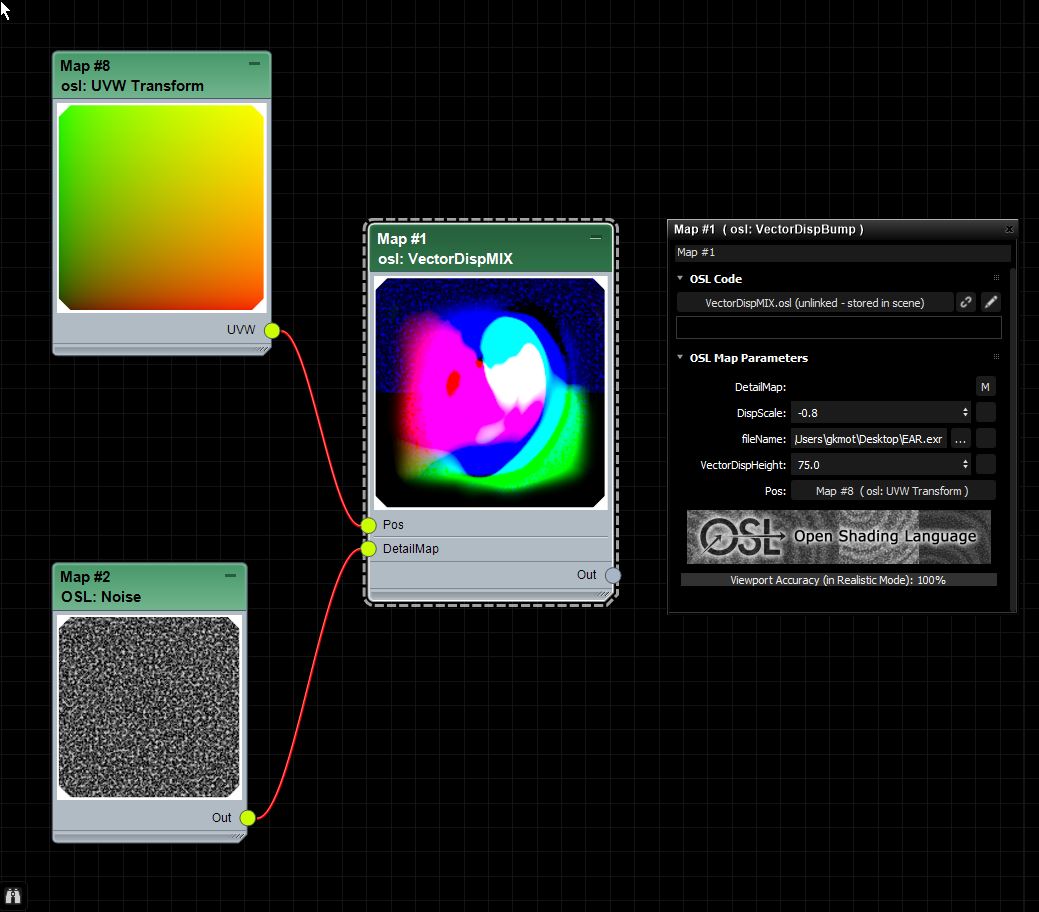 Map #8
osl: UVW Transform
UVW
Map #1
osl: VectorDispMIX
Pos
DetailMap
Out
Map #2
OSL: Noise
Out
Map #1 ( osl: VectorDispBump )
Map #1
OSL Code
VectorDispMIX.osl (unlinked - stored in scene)
OSL Map Parameters
DetailMap: M
DispScale: -0.8
fileName: \Users\gkmot\Desktop\EAR.exr ...
VectorDispHeight: 75.0
Pos: Map #8 ( osl: UVW Transform )
OSL Open Shading Language
Viewport Accuracy (in Realistic Mode): 100%